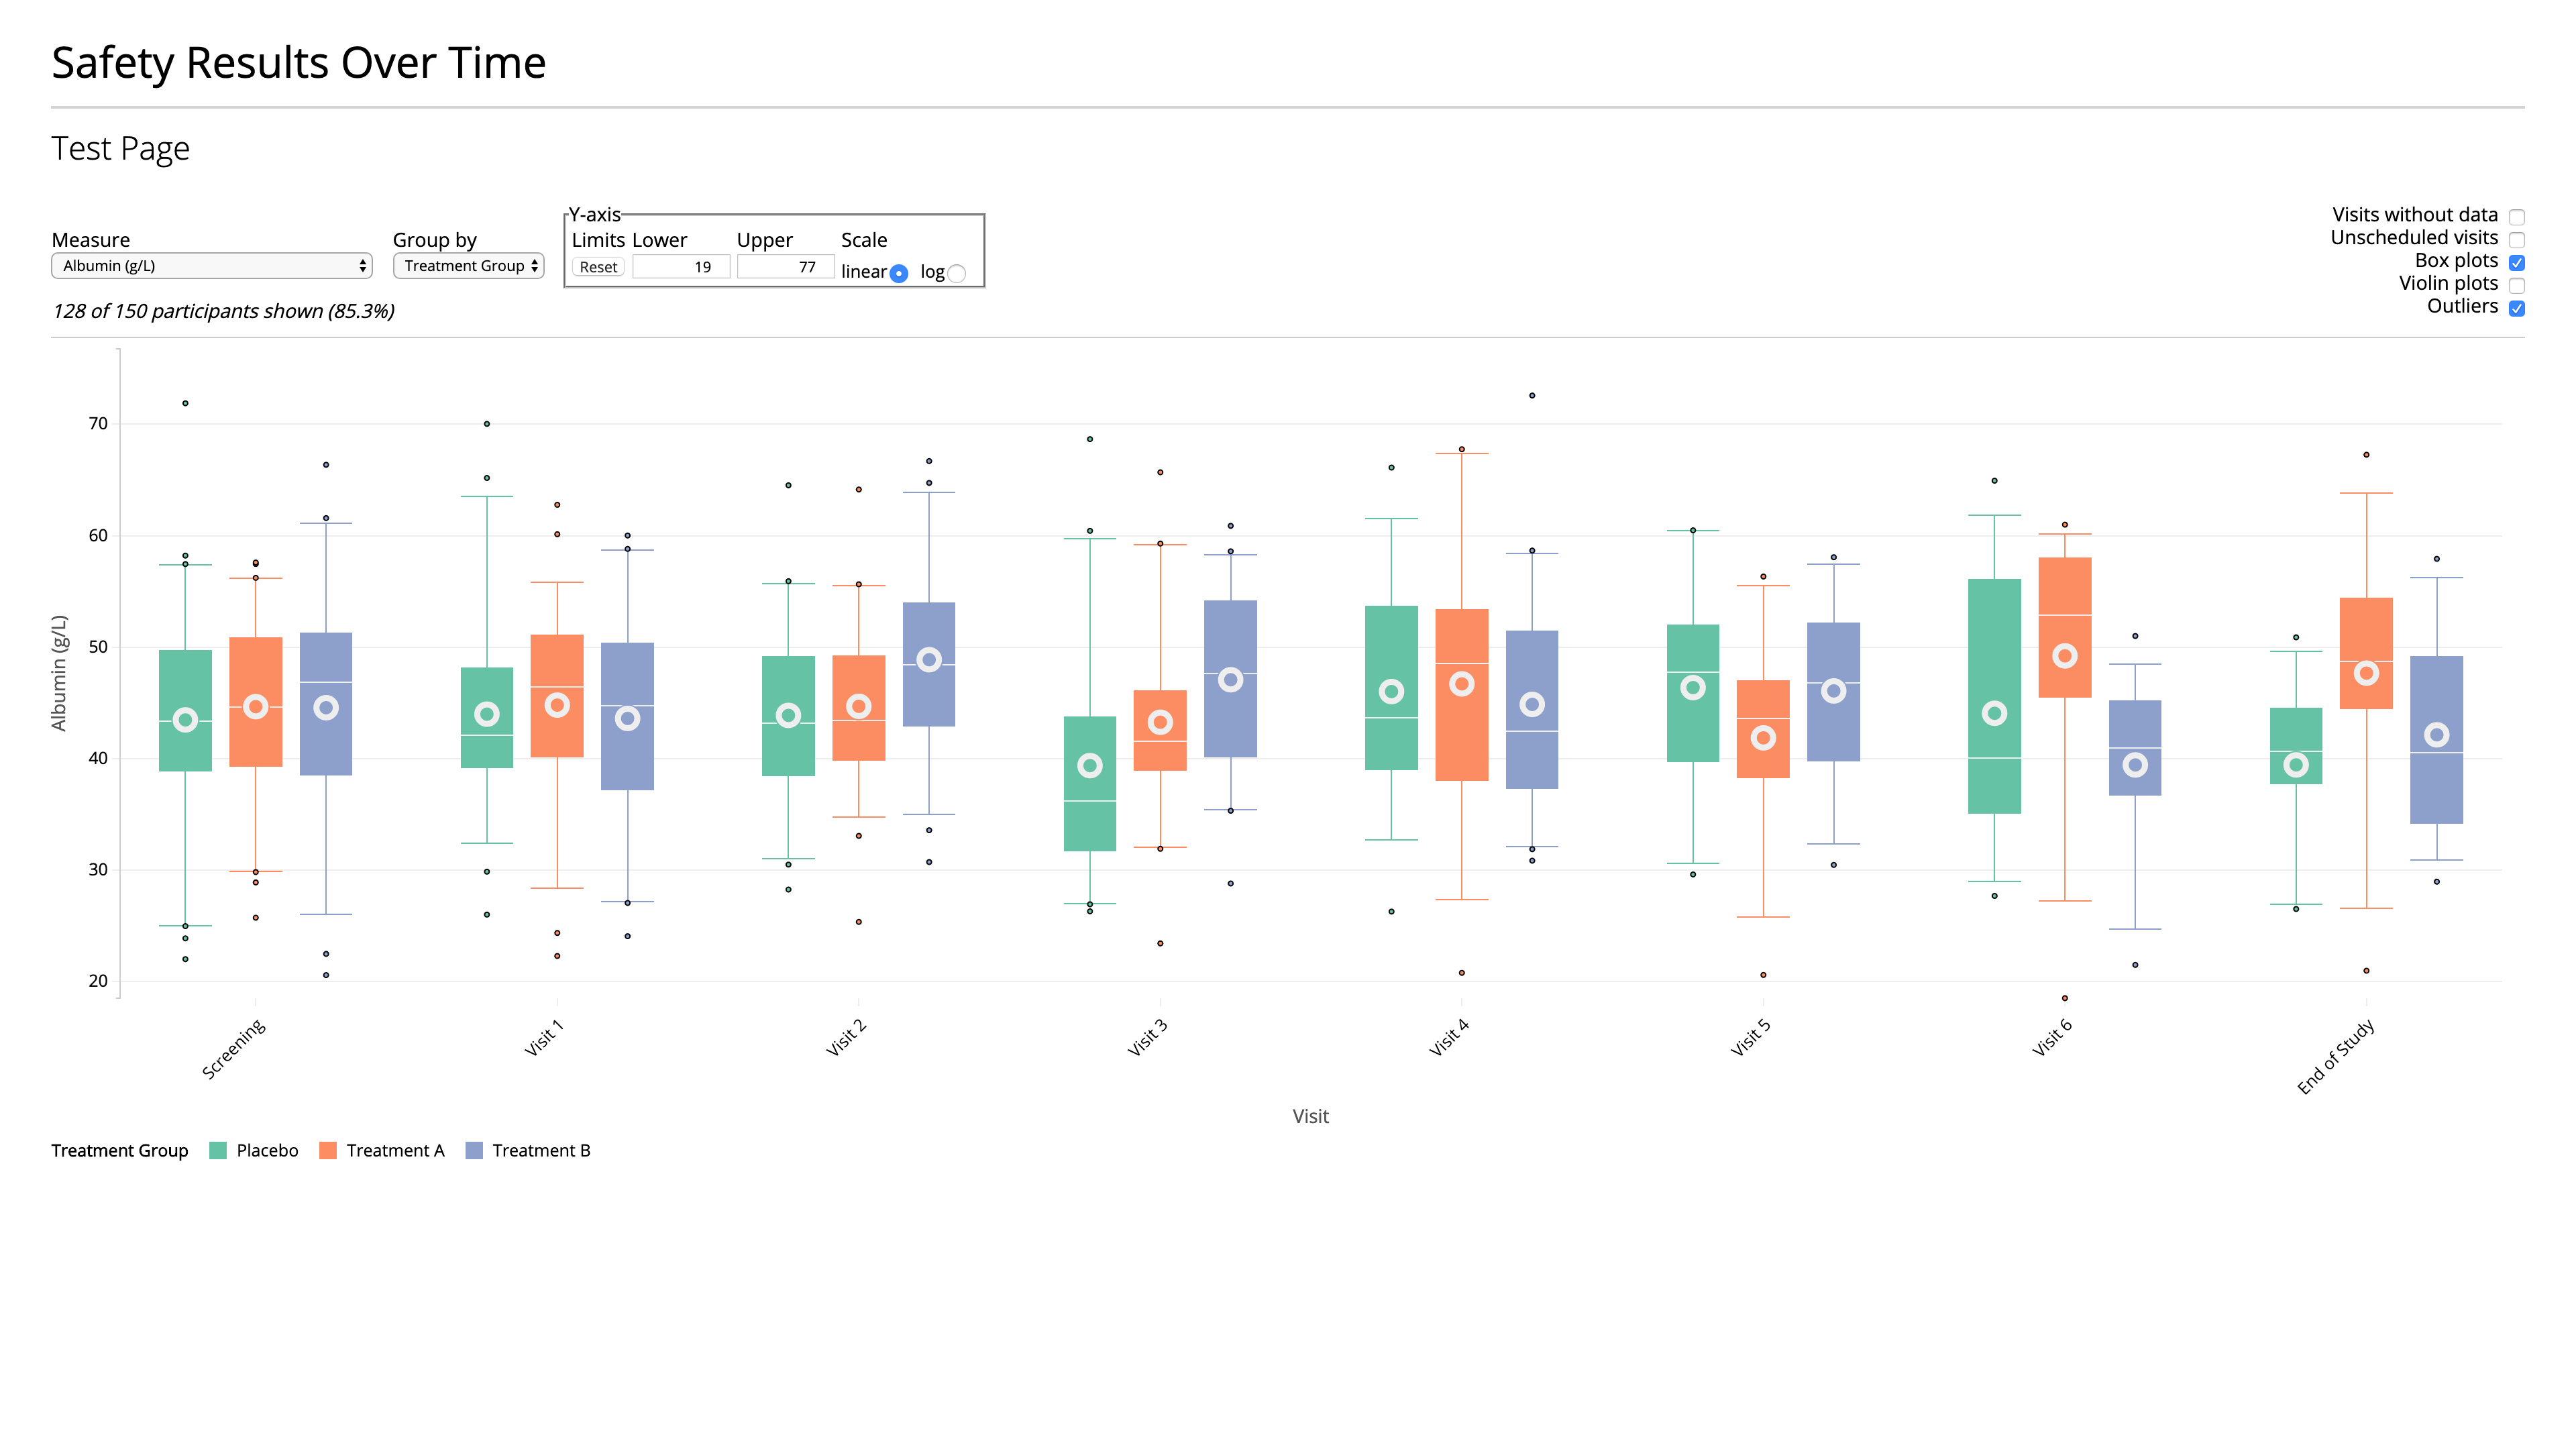 Safety Results Over Time
Test Page
Measure
Albumin (g/L)
Group by
Treatment Group
Y-axis
Limits Lower Upper Scale
Reset 19 77 linear log
Visits without data
Unscheduled visits
Box plots
Violin plots
Outliers
128 of 150 participants shown (85.3%)
Albumin (g/L)
70
60
50
40
30
20
Screening
Visit 1
Visit 2
Visit 3
Visit 4
Visit 5
Visit 6
End of Study
Visit
Treatment Group Placebo Treatment A Treatment B